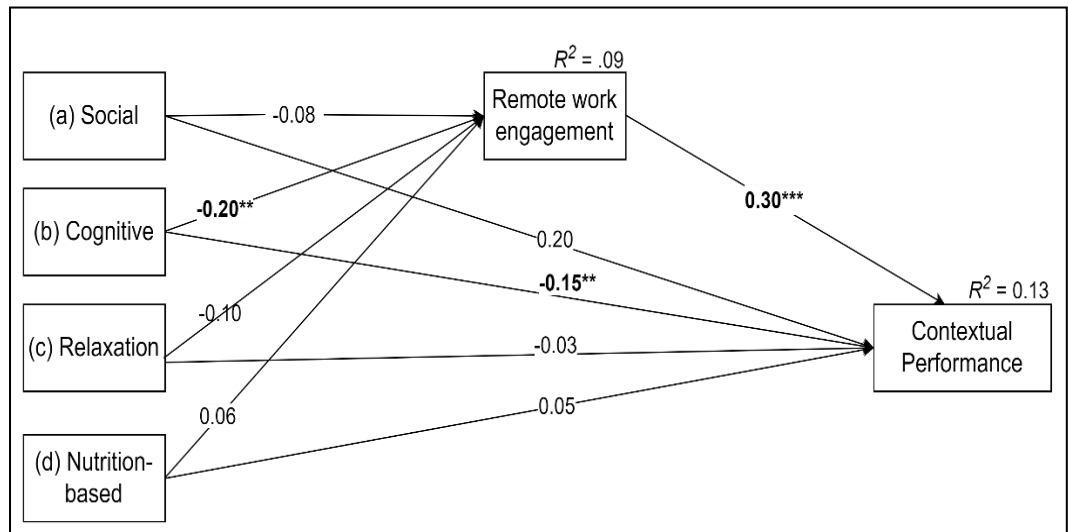 R² = .09
(a) Social
-0.08
Remote work
engagement
(b) Cognitive
-0.20**
0.30***
0.20
-0.15**
R² = 0.13
(c) Relaxation
-0.10
-0.03
Contextual
Performance
0.06
0.05
(d) Nutrition-
based